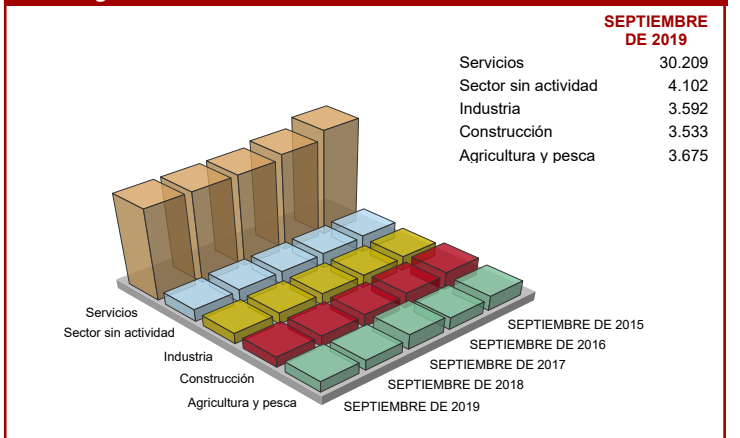 SEPTIEMBRE
DE 2019
Servicios 30.209
Sector sin actividad 4.102
Industria 3.592
Construcción 3.533
Agricultura y pesca 3.675
Servicios
Sector sin actividad
Industria
Construcción
Agricultura y pesca
SEPTIEMBRE DE 2015
SEPTIEMBRE DE 2016
SEPTIEMBRE DE 2017
SEPTIEMBRE DE 2018
SEPTIEMBRE DE 2019